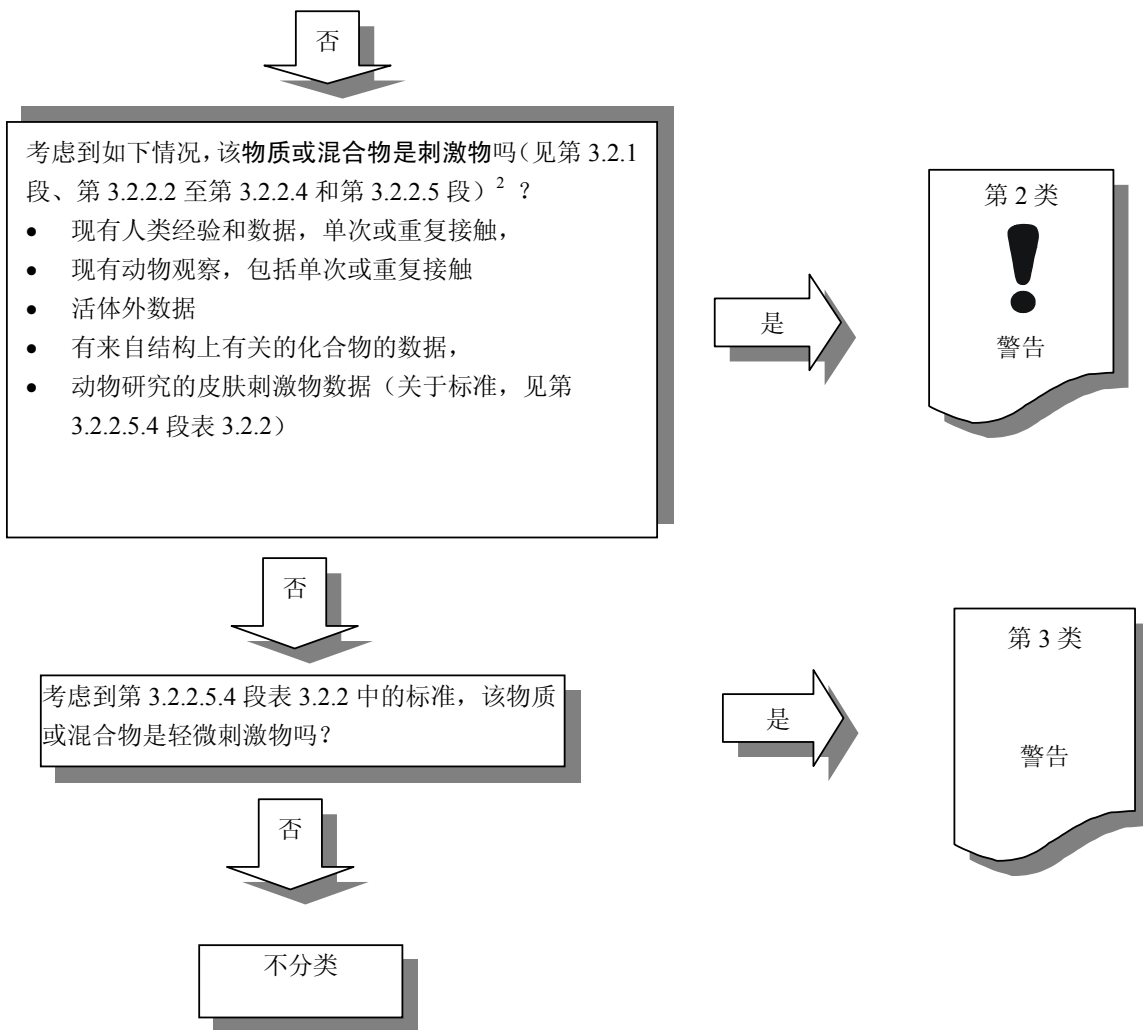 否
考虑到如下情况，该物质或混合物是刺激物吗（见第 3.2.1
段、第 3.2.2.2 至第 3.2.2.4 和第 3.2.2.5 段）2 ？
• 现有人类经验和数据，单次或重复接触，
• 现有动物观察，包括单次或重复接触
• 活体外数据
• 有来自结构上有关的化合物的数据，
• 动物研究的皮肤刺激物数据（关于标准，见第
3.2.2.5.4 段表 3.2.2）
是
第 2 类
警告
否
考虑到第 3.2.2.5.4 段表 3.2.2 中的标准，该物质
或混合物是轻微刺激物吗？
是
第 3 类
警告
否
不分类